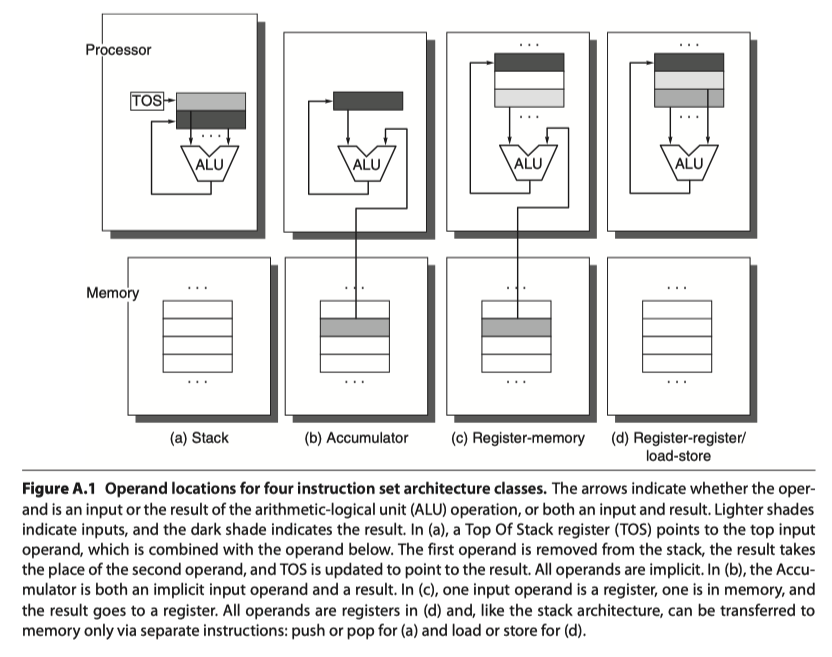 Processor
TOS
...
ALU
...
ALU
...
...
ALU
...
...
ALU
Memory
...
...
...
...
...
...
...
...
(a) Stack
(b) Accumulator
(c) Register-memory
(d) Register-register/
load-store
Figure A.1 Operand locations for four instruction set architecture classes. The arrows indicate whether the oper-
and is an input or the result of the arithmetic-logical unit (ALU) operation, or both an input and result. Lighter shades
indicate inputs, and the dark shade indicates the result. In (a), a Top Of Stack register (TOS) points to the top input
operand, which is combined with the operand below. The first operand is removed from the stack, the result takes
the place of the second operand, and TOS is updated to point to the result. All operands are implicit. In (b), the Accu-
mulator is both an implicit input operand and a result. In (c), one input operand is a register, one is in memory, and
the result goes to a register. All operands are registers in (d) and, like the stack architecture, can be transferred to
memory only via separate instructions: push or pop for (a) and load or store for (d).